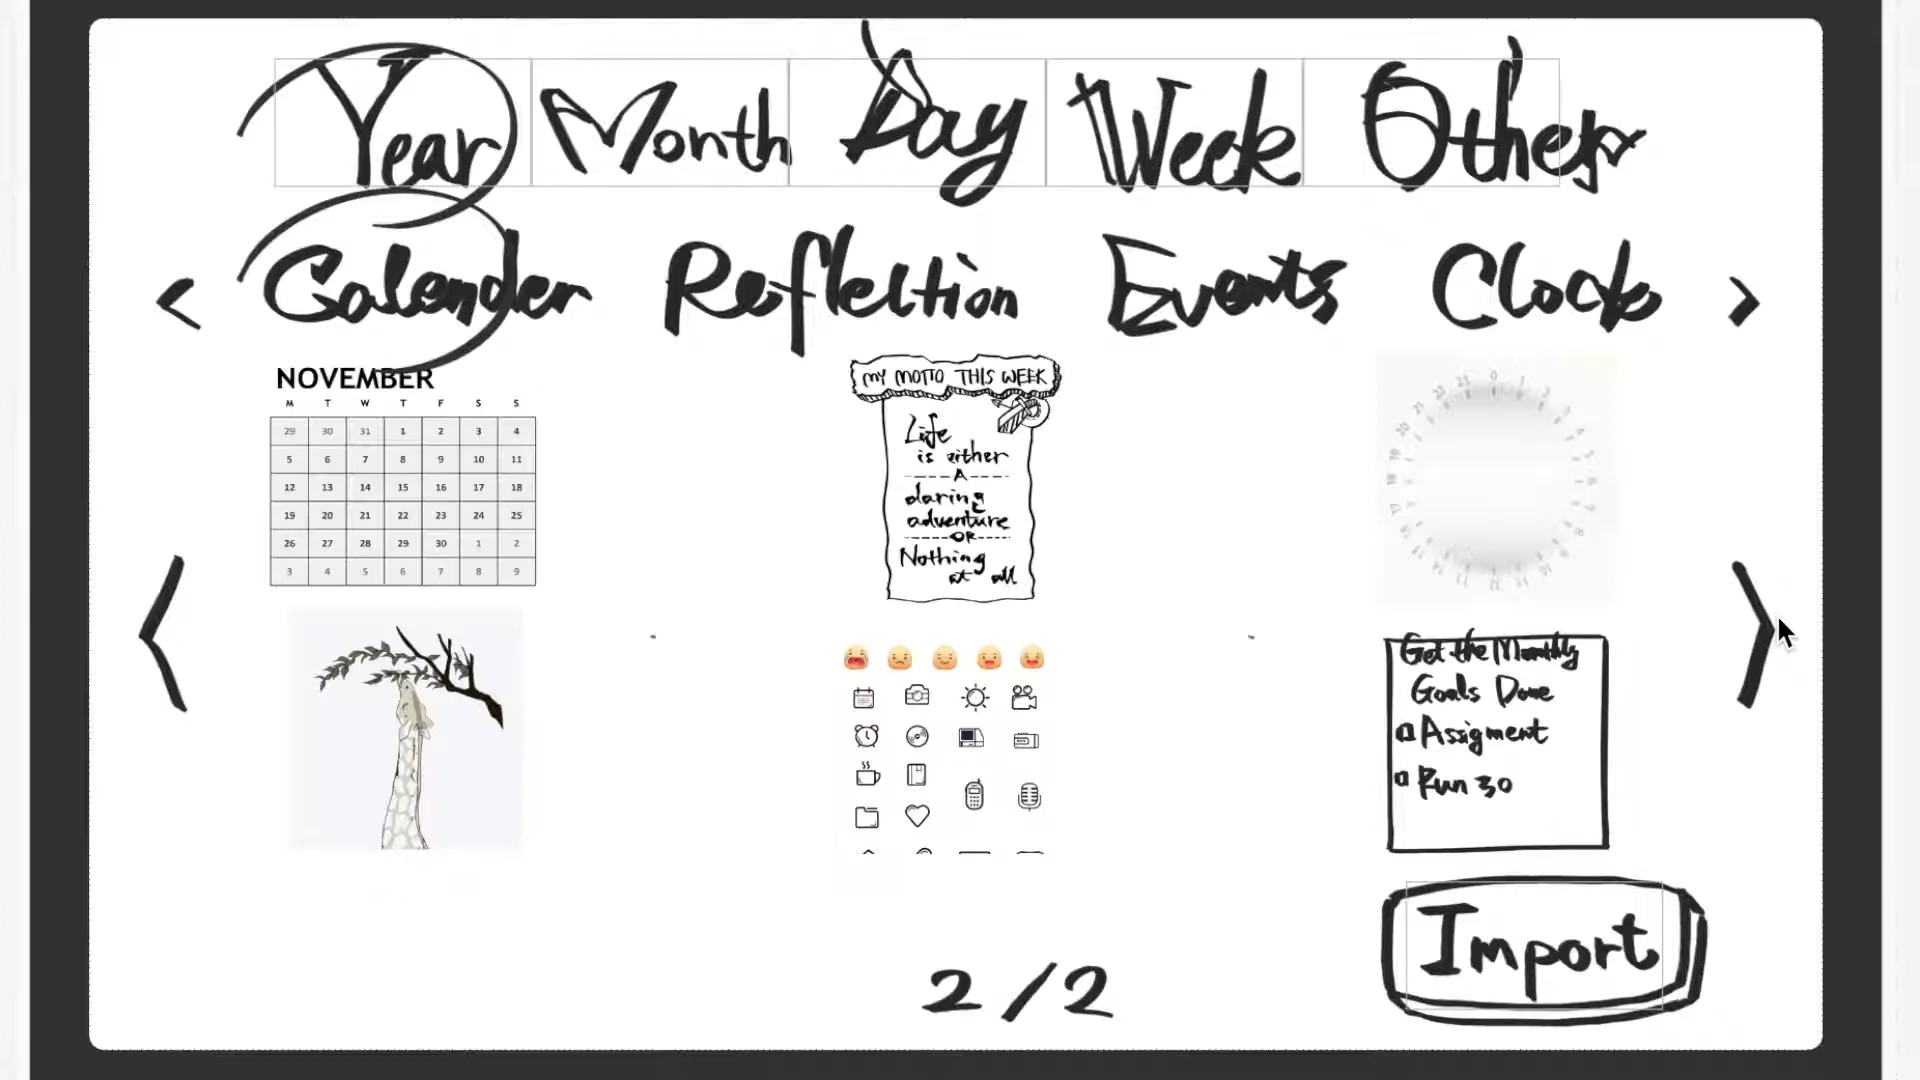 Year Month Day Week Others
< Calender Reflection Events Clock >
NOVEMBER
M T W T F S S
29 30 31 1 2 3 4
5 6 7 8 9 10 11
12 13 14 15 16 17 18
19 20 21 22 23 24 25
26 27 28 29 30 1 2
3 4 5 6 7 8 9
MY MOTTO THIS WEEK
Life
is either
A
daring
adventure
OR
Nothing
at all
Get the Monthly
Goals Done
Assigment
Run 30
Import
2/2